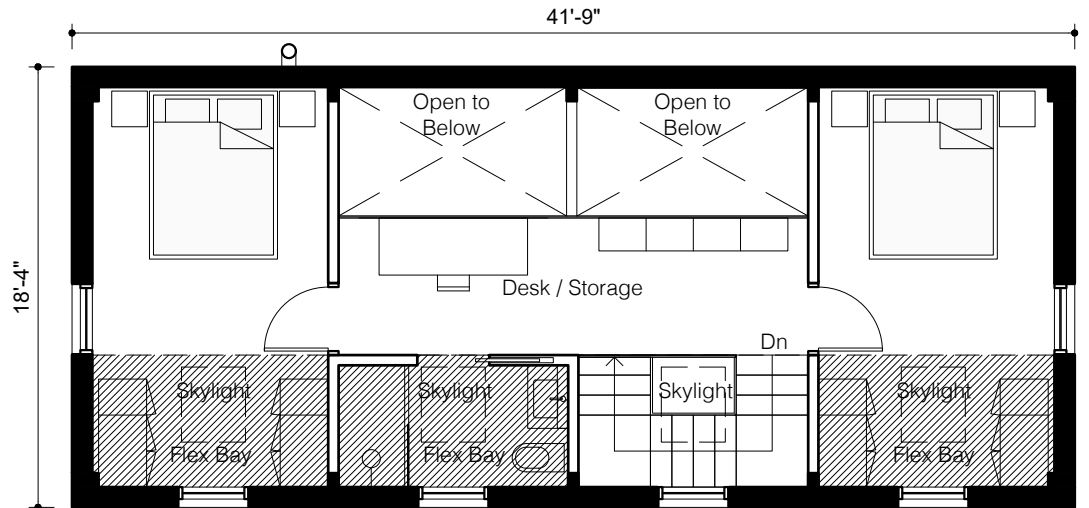 41'-9"
Open to
Below
Open to
Below
18'-4"
Desk / Storage
Dn
Skylight
Skylight
Skylight
Skylight
Flex Bay
Flex Bay
Flex Bay